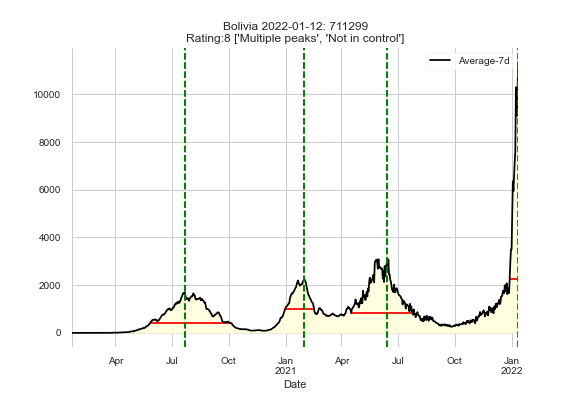 Bolivia 2022-01-12: 711299
Rating:8 ['Multiple peaks', 'Not in control']
Average-7d
10000
8000
6000
4000
2000
0
Apr Jul Oct Jan Apr Jul Oct Jan
2021 2022
Date